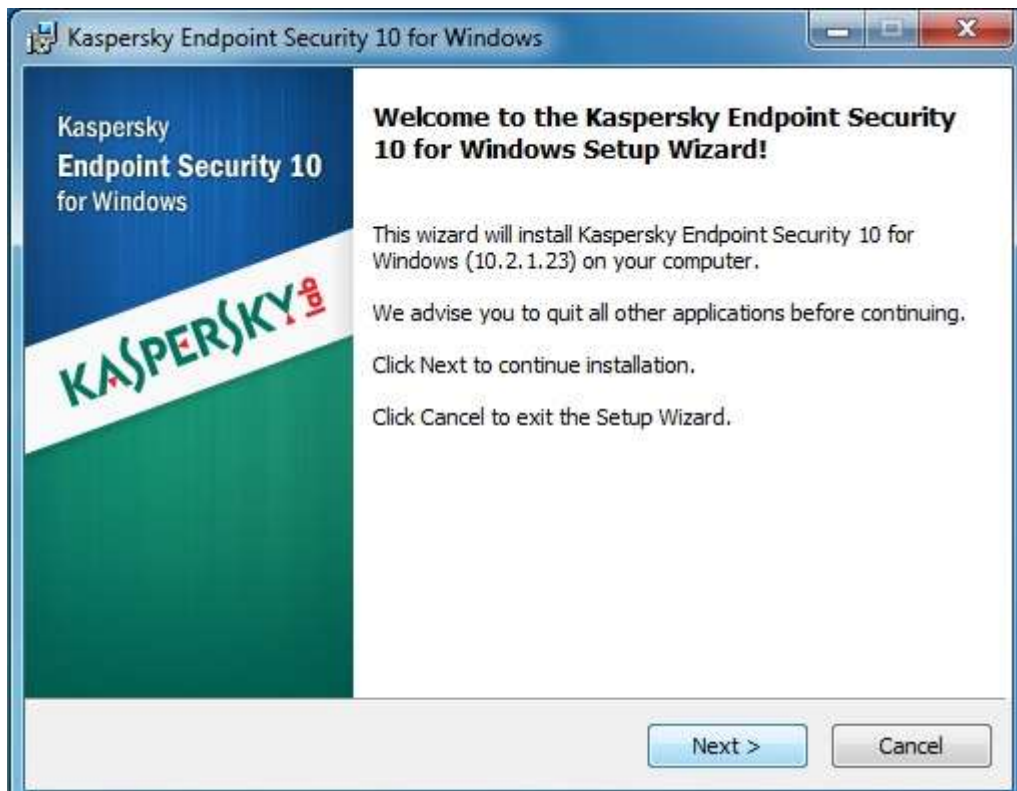 Kaspersky Endpoint Security 10 for Windows
Kaspersky
Endpoint Security 10
for Windows
KASPERSKY lab
Welcome to the Kaspersky Endpoint Security
10 for Windows Setup Wizard!
This wizard will install Kaspersky Endpoint Security 10 for
Windows (10.2.1.23) on your computer.
We advise you to quit all other applications before continuing.
Click Next to continue installation.
Click Cancel to exit the Setup Wizard.
Next >
Cancel